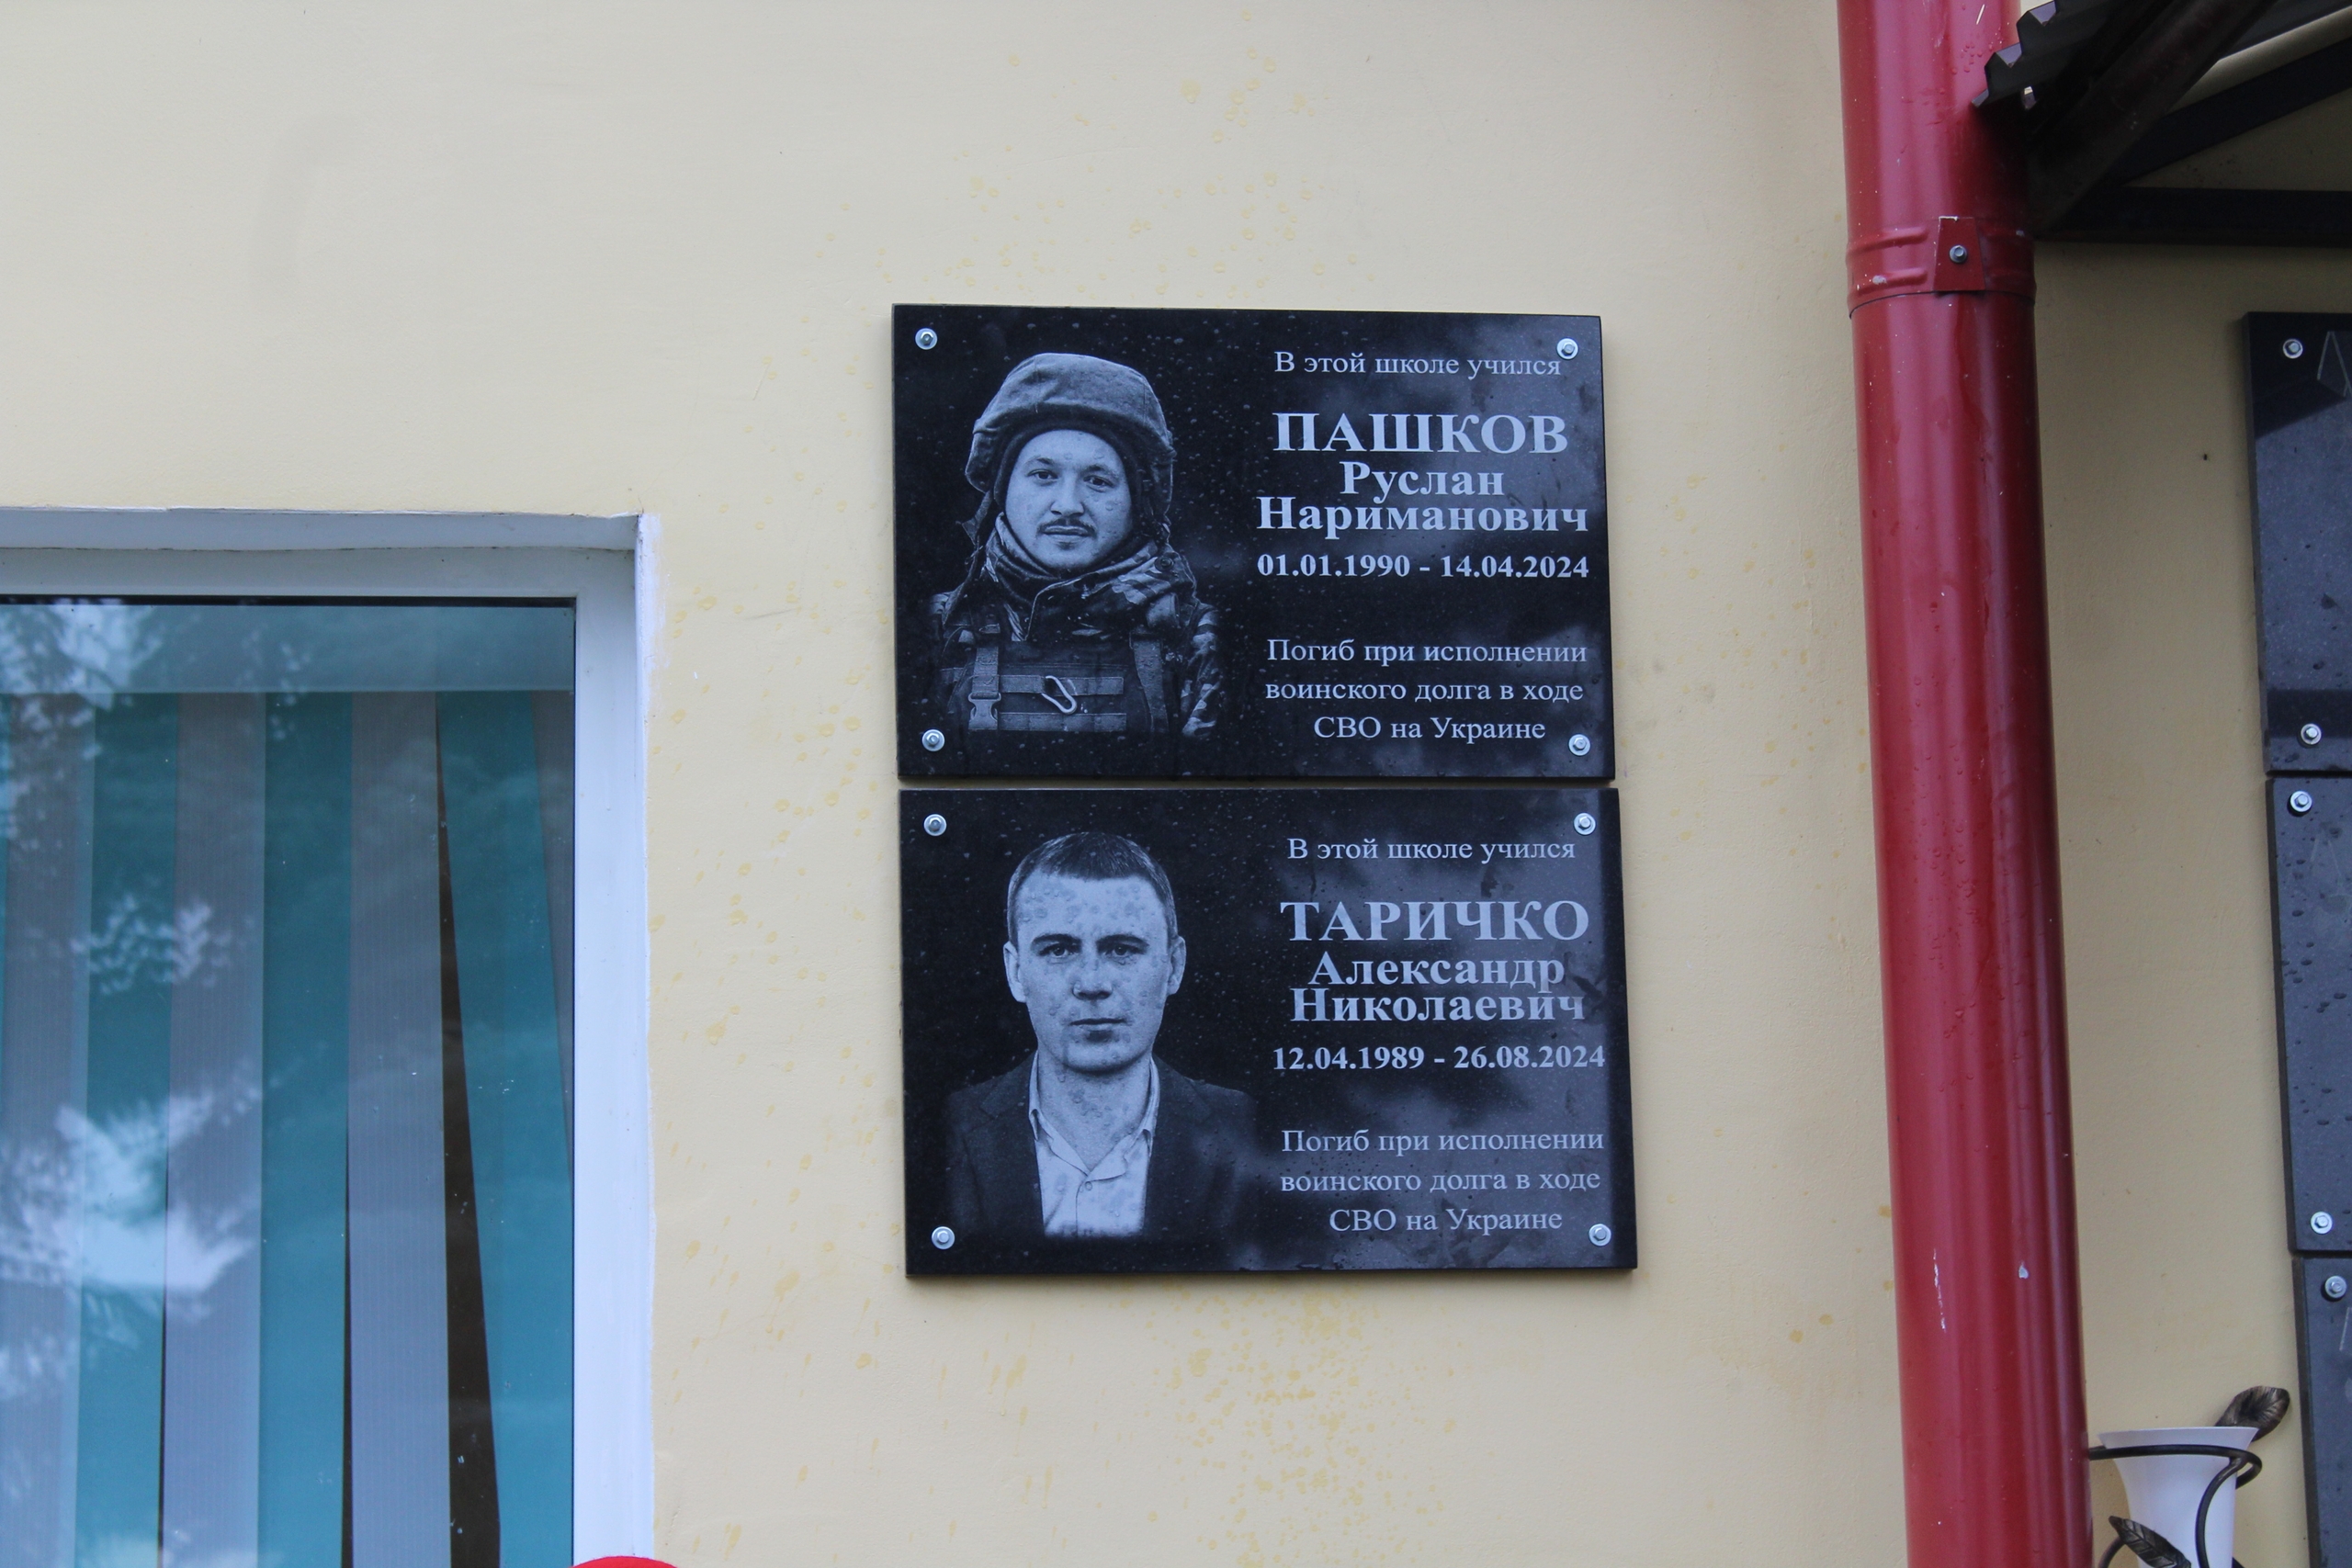 В этой школе учился
ПАШКОВ
Руслан
Нариманович
01.01.1990 - 14.04.2024
Погиб при исполнении
воинского долга в ходе
СВО на Украине
В этой школе учился
ТАРИЧКО
Александр
Николаевич
12.04.1989 - 26.08.2024
Погиб при исполнении
воинского долга в ходе
СВО на Украине